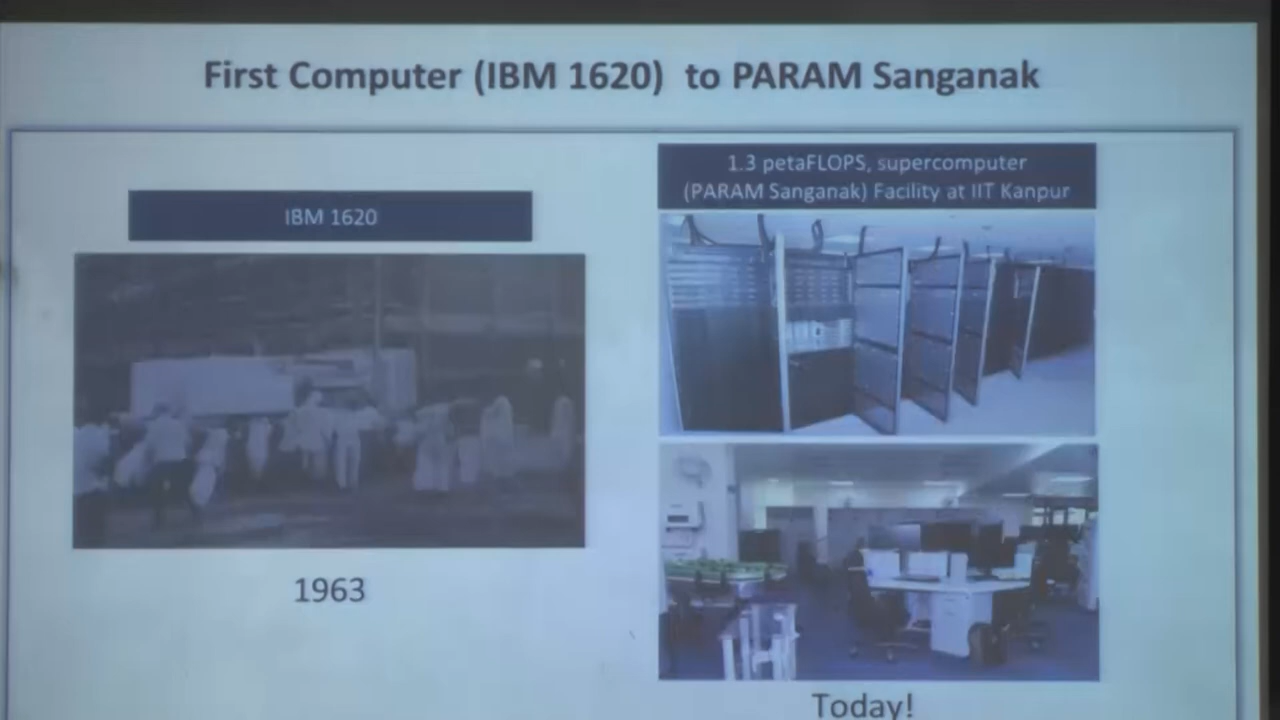 First Computer (IBM 1620) to PARAM Sanganak
IBM 1620
1963
1.3 petaFLOPS, supercomputer
(PARAM Sanganak) Facility at IIT Kanpur
Today!